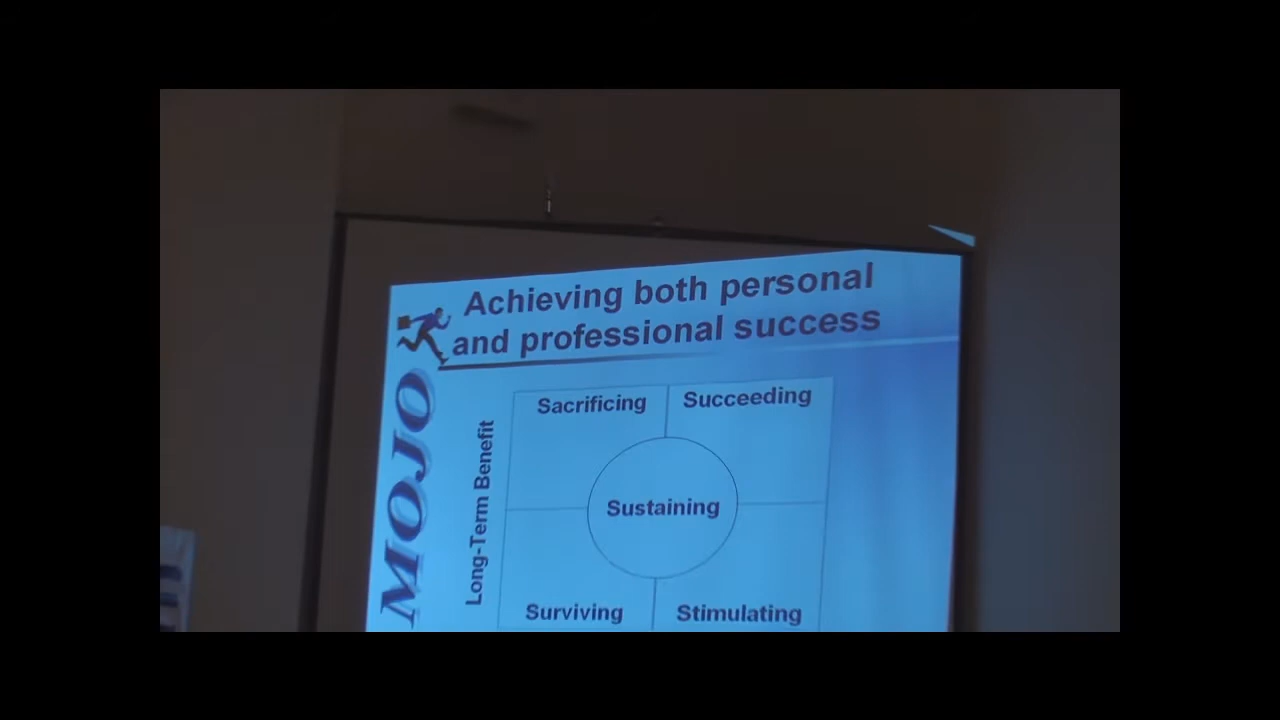 Achieving both personal
and professional success
MOJO
Long-Term Benefit
Sacrificing
Succeeding
Sustaining
Surviving
Stimulating